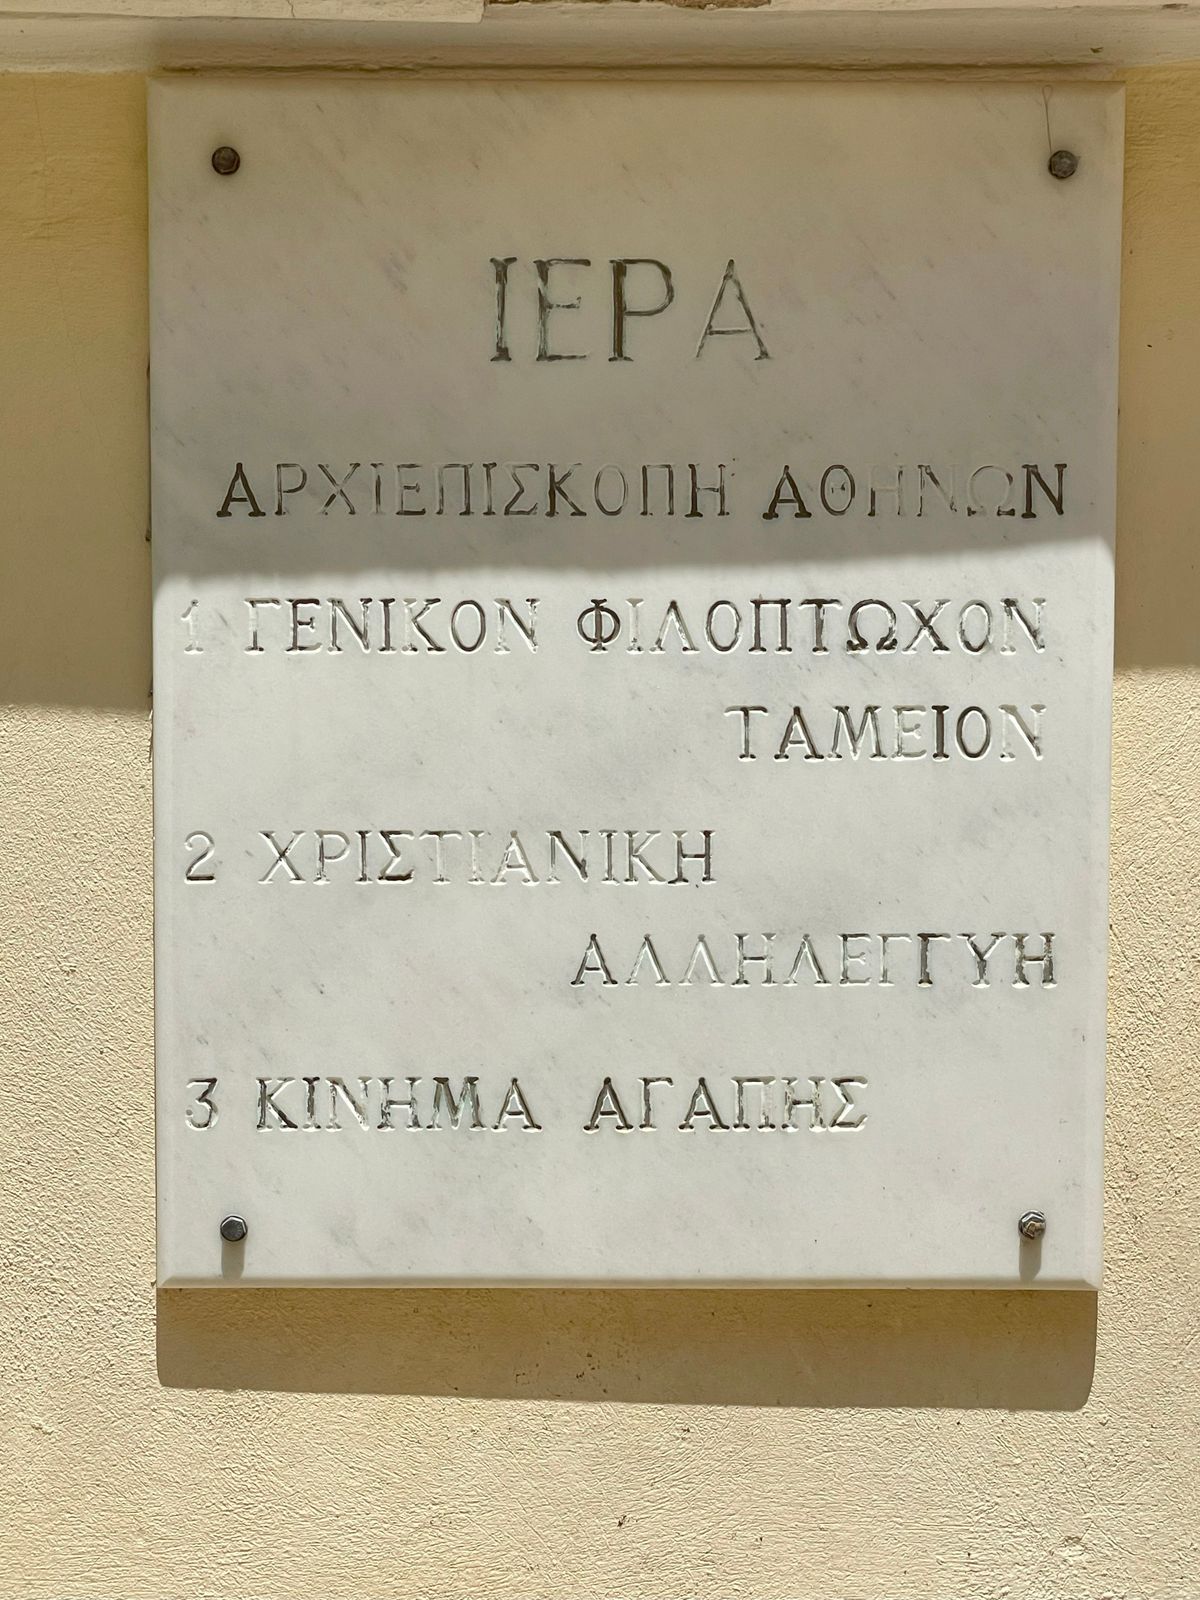 ΙΕΡΑ
ΑΡΧΙΕΠΙΣΚΟΠΗ ΑΘΗΝΩΝ
1 ΓΕΝΙΚΟΝ ΦΙΛΟΠΤΩΧΟΝ
ΤΑΜΕΙΟΝ
2 ΧΡΙΣΤΙΑΝΙΚΗ
ΑΛΛΗΛΕΓΓΥΗ
3 ΚΙΝΗΜΑ ΑΓΑΠΗΣ